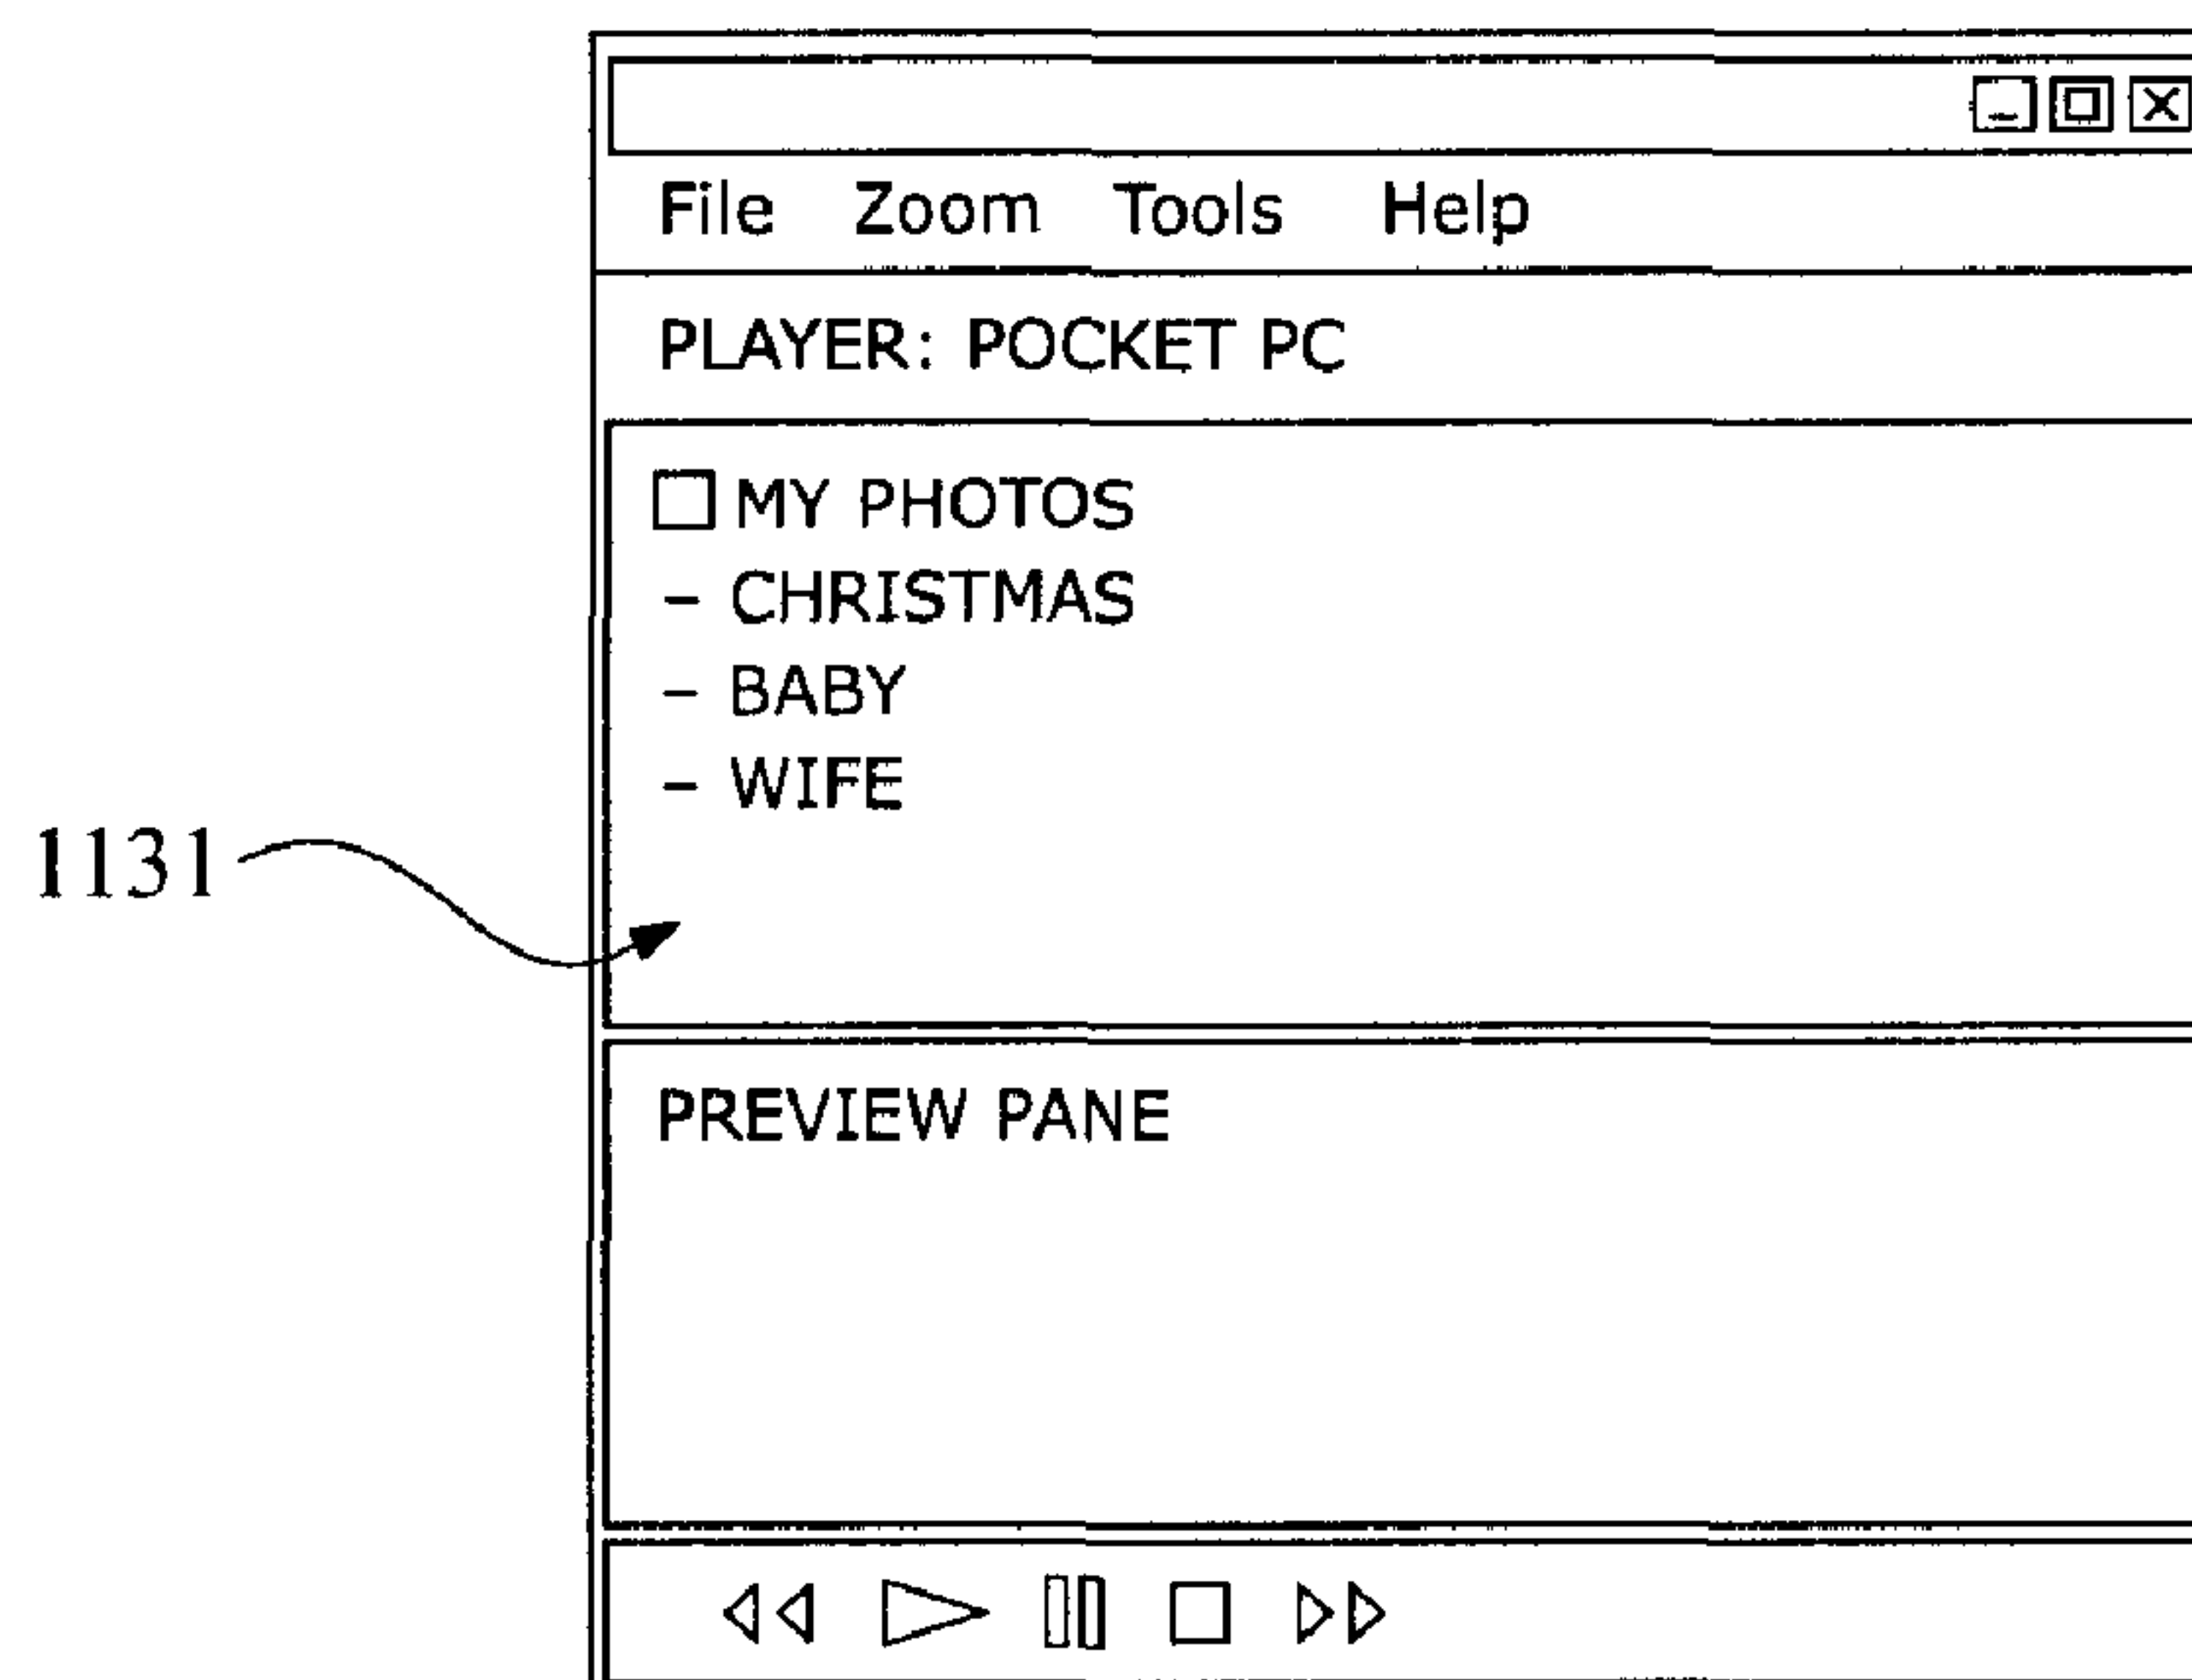 File Zoom Tools Help
PLAYER: POCKET PC
MY PHOTOS
- CHRISTMAS
- BABY
- WIFE
1131
PREVIEW PANE